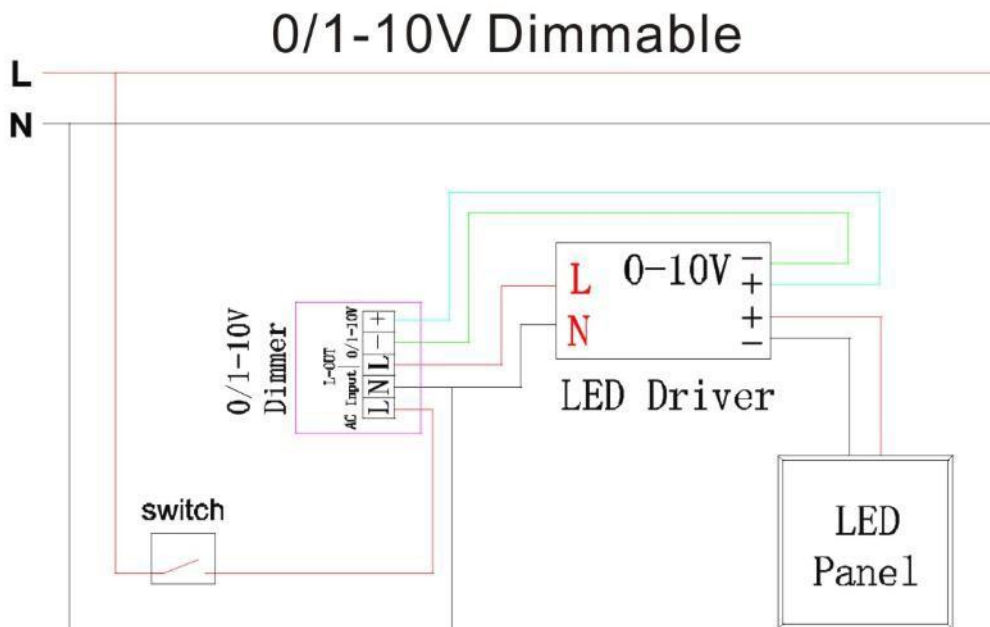 0/1-10V Dimmable
L
N
0/1-10V
Dimmer
AC Input
L-OUT
0/1-10V
+
−
L
N
L
L
N
0-10V
−
+
+
−
LED Driver
switch
LED
Panel